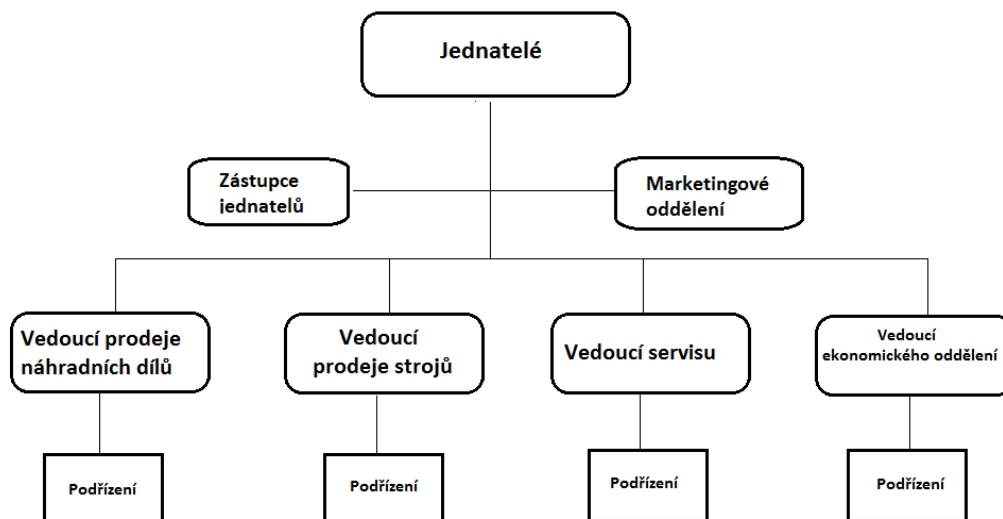 Jednatelé
Zástupce
jednatelů
Marketingové
oddělení
Vedoucí prodeje
náhradních dílů
Vedoucí
prodeje strojů
Vedoucí servisu
Vedoucí
ekonomického oddělení
Podřízení
Podřízení
Podřízení
Podřízení